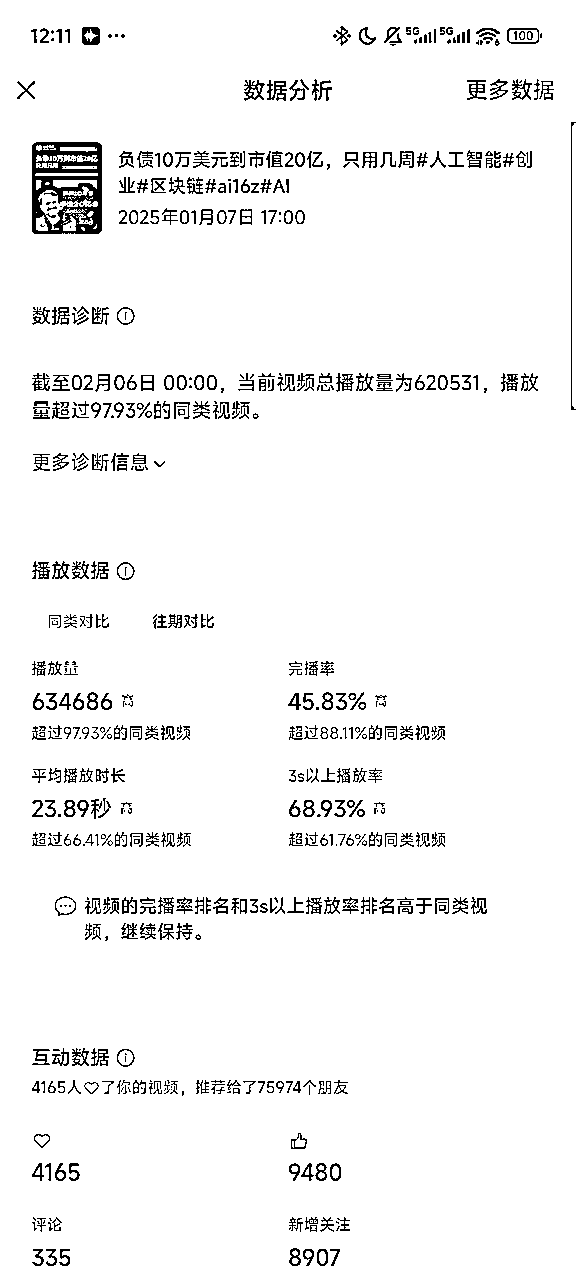 12:11
5G 5G 100
数据分析
更多数据
负债10万美元到市值20亿，只用几周#人工智能#创
业#区块链#ai16z#AI
2025年01月07日 17:00
数据诊断
截至02月06日 00:00，当前视频总播放量为620531，播放
量超过97.93%的同类视频。
更多诊断信息
播放数据
同类对比 往期对比
播放量 完播率
634686 45.83%
超过97.93%的同类视频 超过88.11%的同类视频
平均播放时长 3s以上播放率
23.89秒 68.93%
超过66.41%的同类视频 超过61.76%的同类视频
视频的完播率排名和3s以上播放率排名高于同类视
频，继续保持。
互动数据
4165人♡了你的视频，推荐给了75974个朋友
4165 9480
评论 新增关注
335 8907